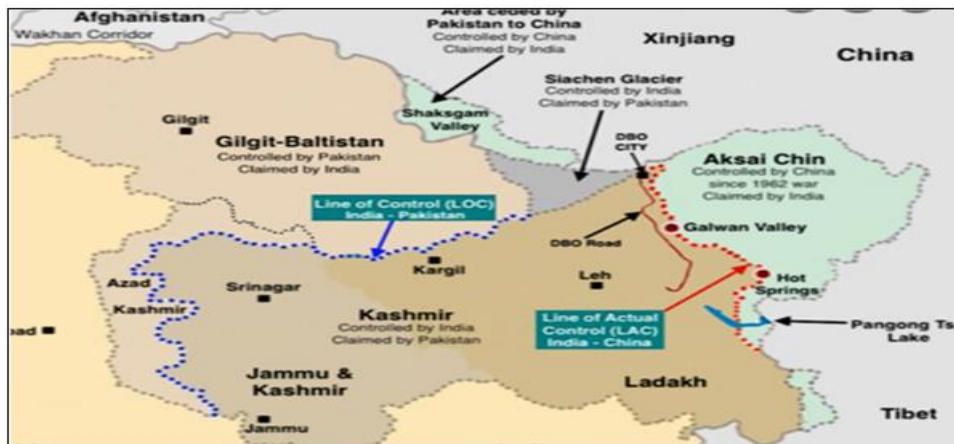 Afghanistan
Wakhan Corridor
Area ceded by
Pakistan to China
Controlled by China
Claimed by India
Xinjiang
China
Siachen Glacier
Controlled by India
Claimed by Pakistan
Shaksgam
Valley
Gilgit
Gilgit-Baltistan
Controlled by Pakistan
Claimed by India
DBO
CITY
Aksai Chin
Controlled by China
since 1962 war
Claimed by India
Line of Control (LOC)
India - Pakistan
Galwan Valley
DBO Road
Kargil
Azad
Kashmir
Srinagar
Leh
Hot
Springs
Kashmir
Controlled by India
Claimed by Pakistan
Line of Actual
Control (LAC)
India - China
Pangong Ts
Lake
Jammu &
Kashmir
Ladakh
Tibet
Jammu